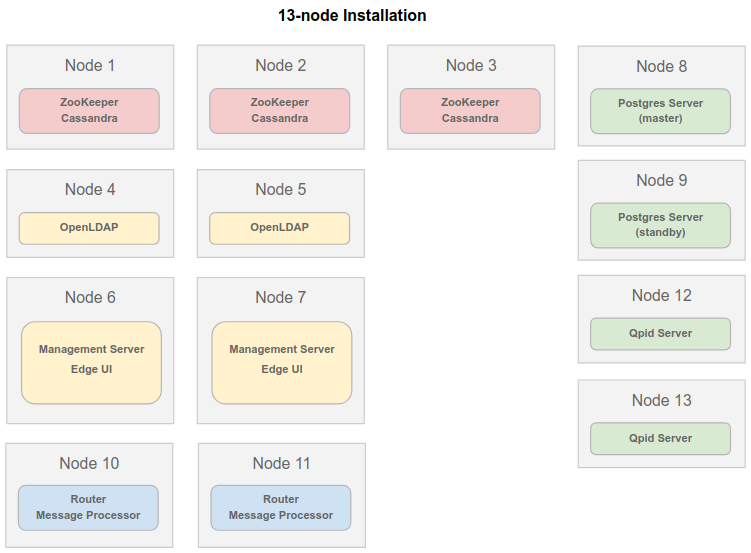 13-node Installation
Node 1
ZooKeeper
Cassandra
Node 2
ZooKeeper
Cassandra
Node 3
ZooKeeper
Cassandra
Node 8
Postgres Server
(master)
Node 4
OpenLDAP
Node 5
OpenLDAP
Node 9
Postgres Server
(standby)
Node 6
Management Server
Edge UI
Node 7
Management Server
Edge UI
Node 12
Qpid Server
Node 13
Qpid Server
Node 10
Router
Message Processor
Node 11
Router
Message Processor